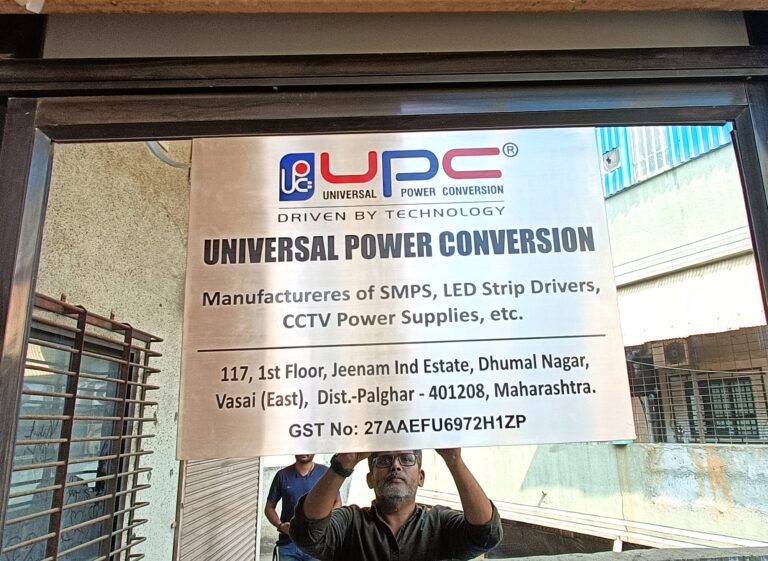 UPC®
UNIVERSAL POWER CONVERSION
DRIVEN BY TECHNOLOGY
UNIVERSAL POWER CONVERSION
Manufactureres of SMPS, LED Strip Drivers,
CCTV Power Supplies, etc.
117, 1st Floor, Jeenam Ind Estate, Dhumal Nagar,
Vasai (East), Dist.-Palghar - 401208, Maharashtra.
GST No: 27AAEFU6972H1ZP